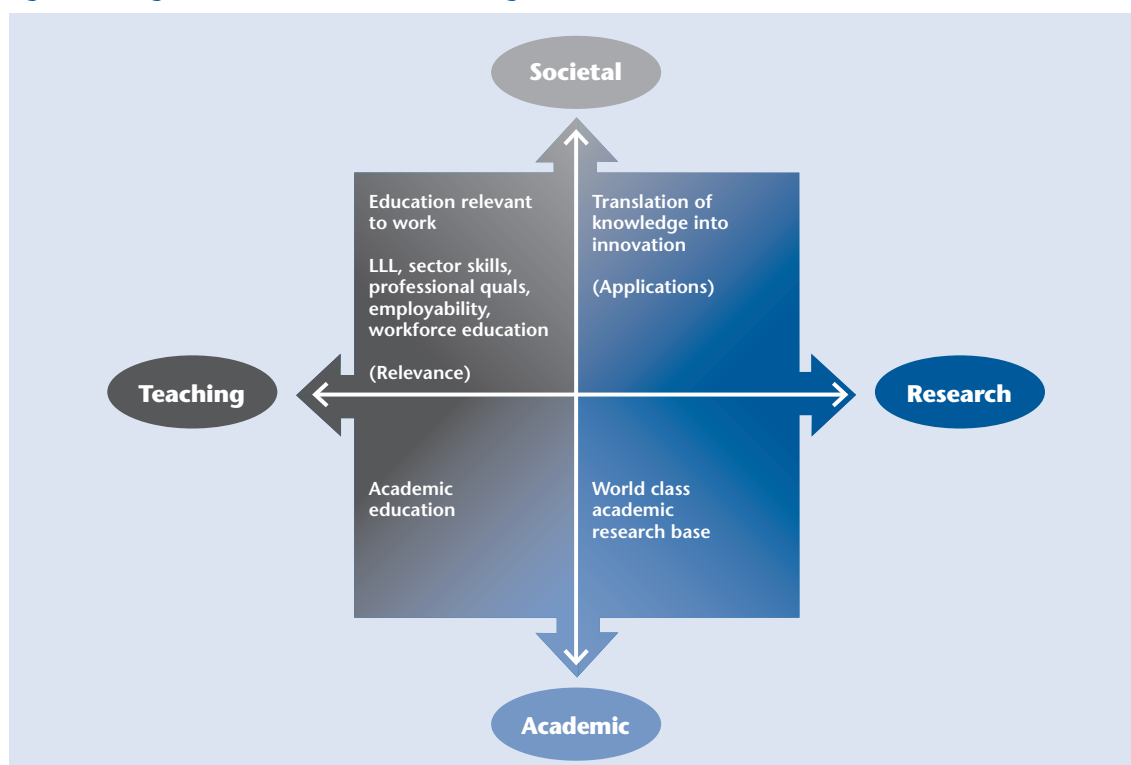 Societal
Education relevant
to work
LLL, sector skills,
professional quals,
employability,
workforce education
(Relevance)
Translation of
knowledge into
innovation
(Applications)
Teaching
Research
Academic
education
World class
academic
research base
Academic